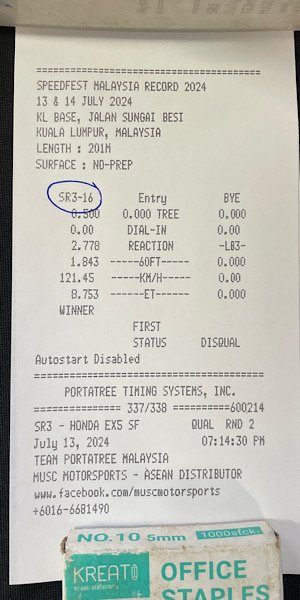 =====================================
SPEEDFEST MALAYSIA RECORD 2024
13 & 14 JULY 2024
KL BASE, JALAN SUNGAI BESI
KUALA LUMPUR, MALAYSIA
LENGTH : 201M
SURFACE : NO-PREP
SR3-16 Entry BYE
0.500 0.000 TREE 0.000
0.00 DIAL-IN 0.00
2.778 REACTION -LB3-
1.843 ------60FT------ 0.000
121.45 ------KM/H----- 0.00
8.753 ------ET------ 0.000
WINNER
FIRST
STATUS DISQUAL
Autostart Disabled
=====================================
PORTATREE TIMING SYSTEMS, INC.
============== 337/338 ==========600214
SR3 - HONDA EX5 SF QUAL RND 2
July 13, 2024 07:14:30 PM
TEAM PORTATREE MALAYSIA
MUSC MOTORSPORTS - ASEAN DISTRIBUTOR
www.facebook.com/muscmotorsports
+6016-6681490
NO.10 5mm 1000stck!
KREATi OFFICE
kreati stationery STAPLES